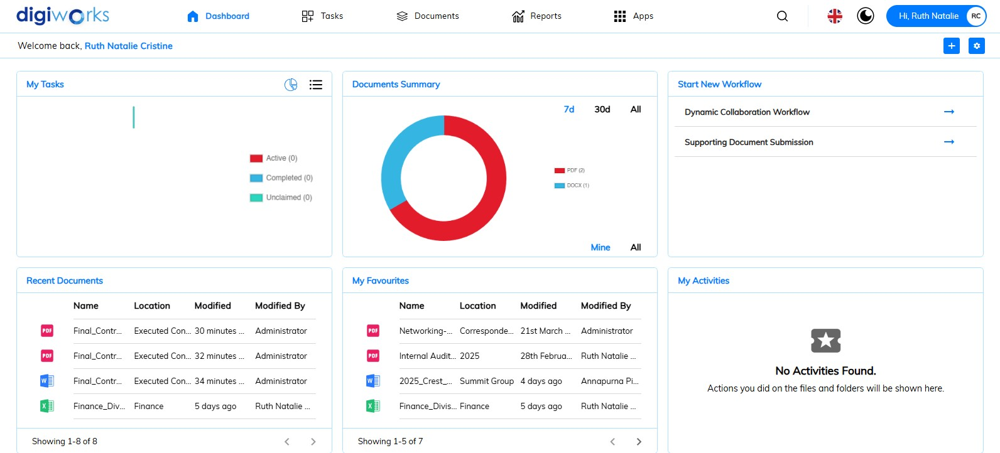 digiworks
Dashboard
Tasks
Documents
Reports
Apps
Hi, Ruth Natalie
RC
Welcome back, Ruth Natalie Cristine
My Tasks
Active (0)
Completed (0)
Unclaimed (0)
Documents Summary
7d 30d All
PDF (2)
DOCX (1)
Mine All
Start New Workflow
Dynamic Collaboration Workflow
Supporting Document Submission
Recent Documents
Name Location Modified Modified By
PDF Final_Contr... Executed Con... 30 minutes ... Administrator
PDF Final_Contr... Executed Con... 32 minutes ... Administrator
W Final_Contr... Executed Con... 34 minutes ... Administrator
X Finance_Div... Finance 5 days ago Ruth Natalie ...
Showing 1-8 of 8
My Favourites
Name Location Modified Modified By
PDF Networking-... Corresponde... 21st March ... Administrator
PDF Internal Audit... 2025 28th Februa... Ruth Natalie ...
W 2025_Crest_... Summit Group 4 days ago Annapurna Pi...
X Finance_Divis... Finance 5 days ago Ruth Natalie ...
Showing 1-5 of 7
My Activities
No Activities Found.
Actions you did on the files and folders will be shown here.